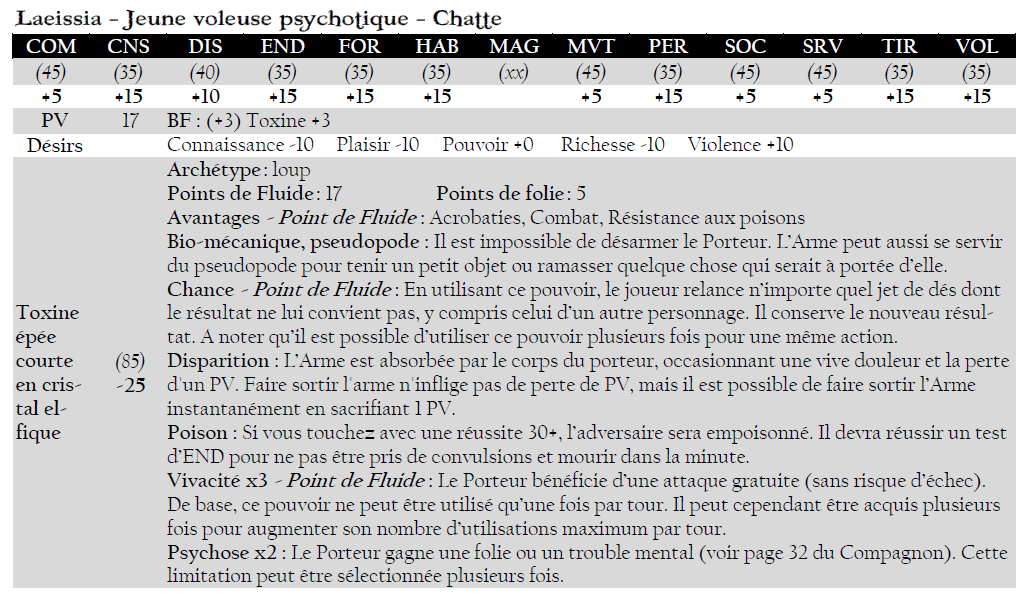 Laeissia – Jeune voleuse psychotique – Chatte
COM CNS DIS END FOR HAB MAG MVT PER SOC SRV TIR VOL
(45) (35) (40) (35) (35) (35) (xx) (45) (35) (45) (45) (35) (35)
+5 +15 +10 +15 +15 +15 +5 +15 +5 +5 +15 +15
PV 17 BF : (+3) Toxine +3
Désirs Connaissance -10 Plaisir -10 Pouvoir +0 Richesse -10 Violence +10
Archétype : loup
Points de Fluide : 17 Points de folie : 5
Avantages - Point de Fluide : Acrobaties, Combat, Résistance aux poisons
Bio-mécanique, pseudopode : Il est impossible de désarmer le Porteur. L'Arme peut aussi se servir
du pseudopode pour tenir un petit objet ou ramasser quelque chose qui serait à portée d'elle.
Chance - Point de Fluide : En utilisant ce pouvoir, le joueur relance n'importe quel jet de dés dont
Toxine le résultat ne lui convient pas, y compris celui d'un autre personnage. Il conserve le nouveau résul-
épée tat. A noter qu'il est possible d'utiliser ce pouvoir plusieurs fois pour une même action.
courte (85) Disparition : L'Arme est absorbée par le corps du porteur, occasionnant une vive douleur et la perte
en cris- -25 d'un PV. Faire sortir l'arme n'inflige pas de perte de PV, mais il est possible de faire sortir l'Arme
tal el- instantanément en sacrifiant 1 PV.
fique Poison : Si vous touchez avec une réussite 30+, l'adversaire sera empoisonné. Il devra réussir un test
d'END pour ne pas être pris de convulsions et mourir dans la minute.
Vivacité x3 - Point de Fluide : Le Porteur bénéficie d'une attaque gratuite (sans risque d'échec).
De base, ce pouvoir ne peut être utilisé qu'une fois par tour. Il peut cependant être acquis plusieurs
fois pour augmenter son nombre d'utilisations maximum par tour.
Psychose x2 : Le Porteur gagne une folie ou un trouble mental (voir page 32 du Compagnon). Cette
limitation peut être sélectionnée plusieurs fois.